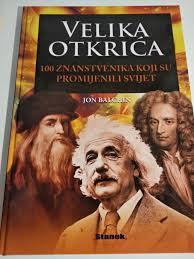 VELIKA
OTKRIĆA
100 ZNANSTVENIKA KOJI SU
PROMIJENILI SVIJET
JON BALCHIN
Stanek